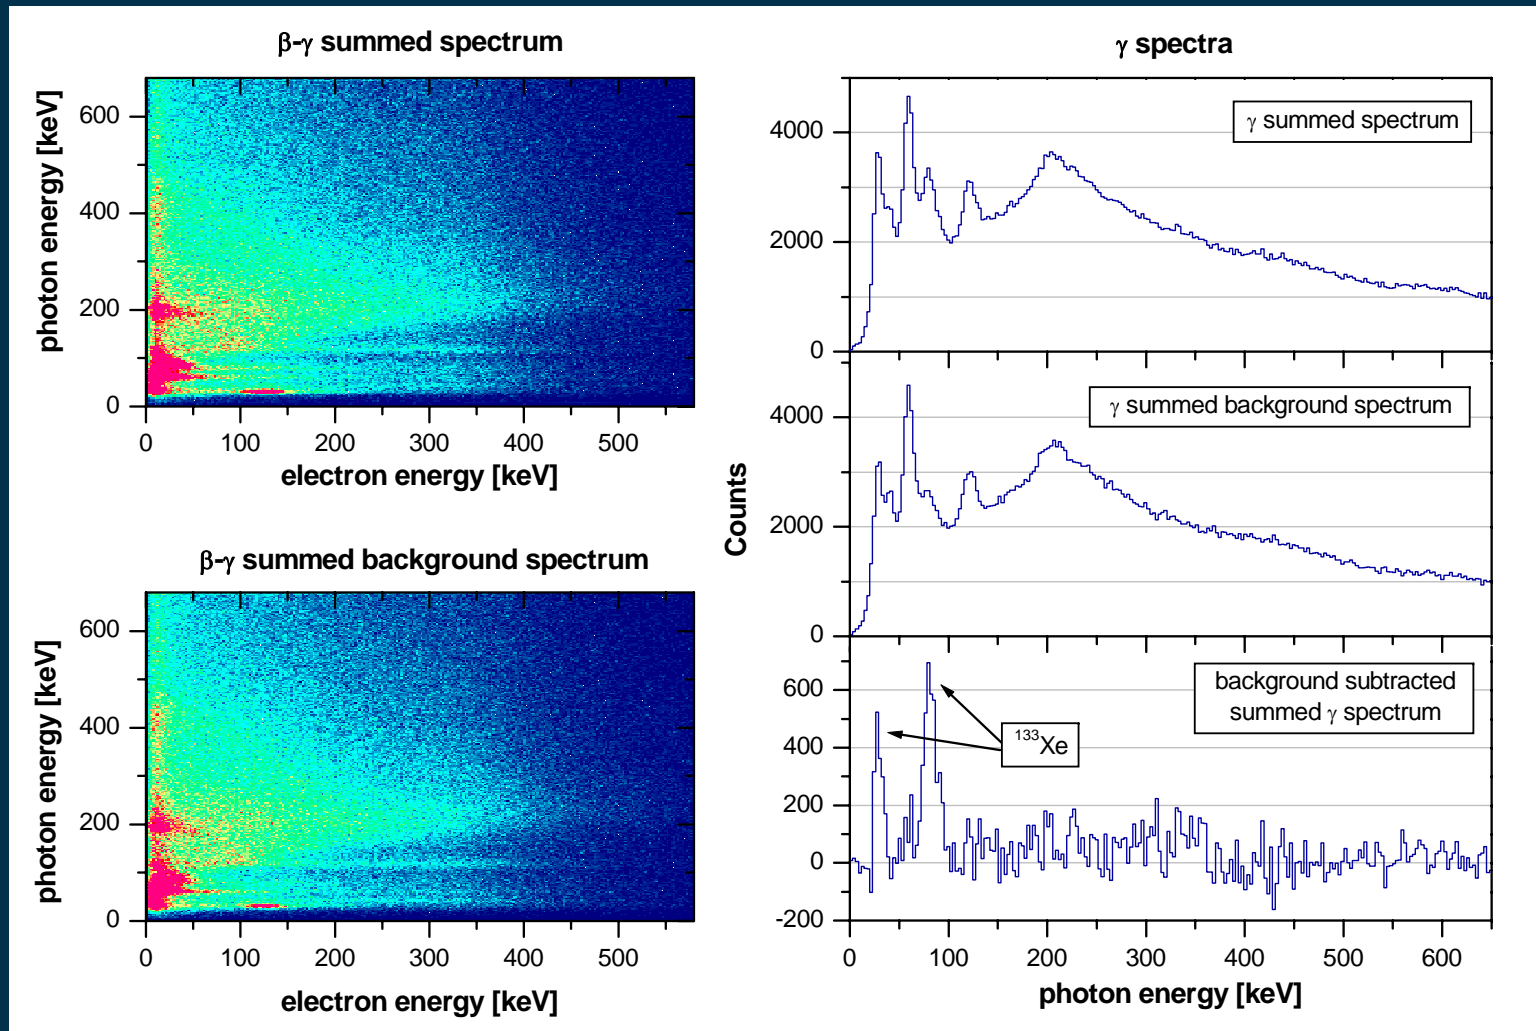 β-γ summed spectrum
photon energy [keV]
600
400
200
0
0 100 200 300 400 500
electron energy [keV]
β-γ summed background spectrum
photon energy [keV]
600
400
200
0
0 100 200 300 400 500
electron energy [keV]
γ spectra
Counts
4000
2000
0
γ summed spectrum
4000
2000
0
γ summed background spectrum
600
400
200
0
-200
background subtracted
summed γ spectrum
¹³³Xe
0 100 200 300 400 500 600
photon energy [keV]